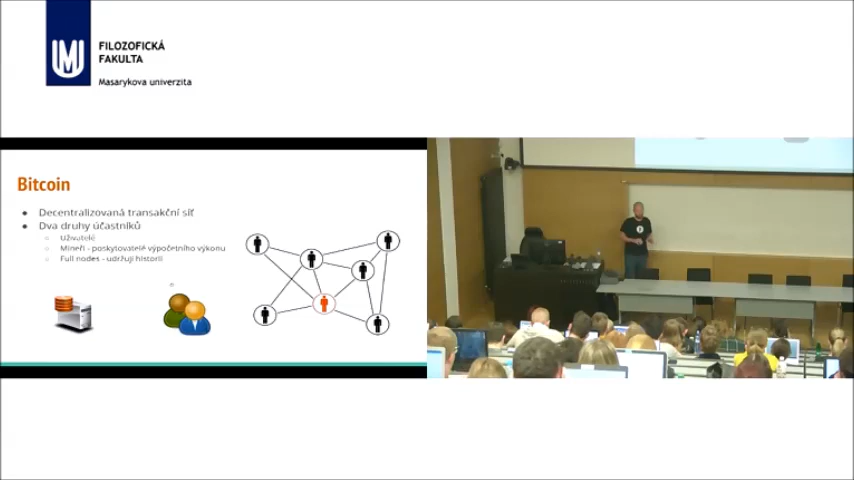 FILOZOFICKÁ
FAKULTA
Masarykova univerzita
Bitcoin
Decentralizovaná transakční síť
Dva druhy účastníků
Uživatelé
Mineři - poskytovatelé výpočetního výkonu
Full nodes - udržují historii